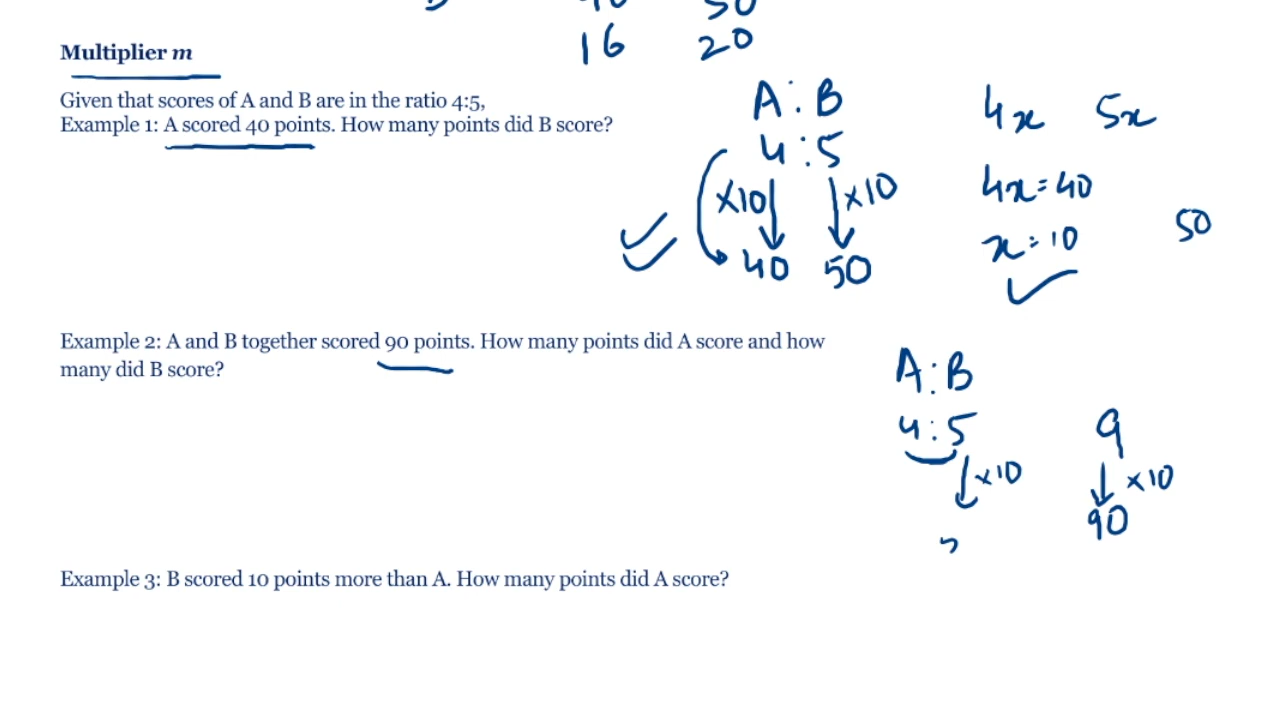 16 20
Multiplier m
Given that scores of A and B are in the ratio 4:5,
Example 1: A scored 40 points. How many points did B score?
A : B
4 : 5
×10 ×10
40 50
4x 5x
4x = 40
x = 10
50
Example 2: A and B together scored 90 points. How many points did A score and how
many did B score?
A : B
4 : 5 9
×10 ×10
90
Example 3: B scored 10 points more than A. How many points did A score?